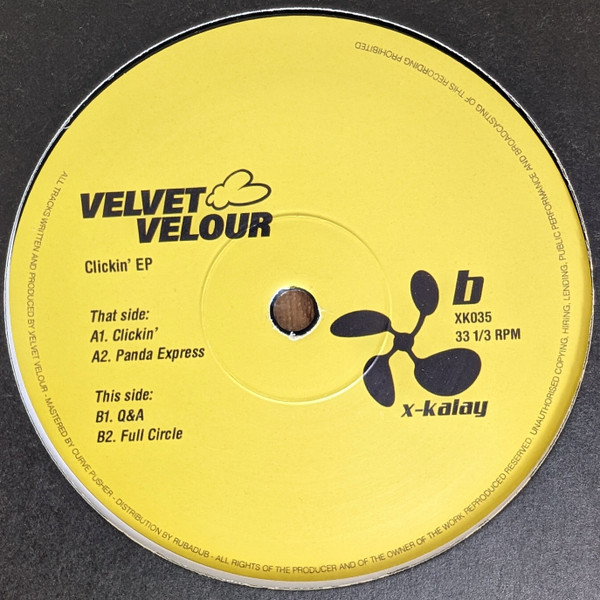 VELVET
VELOUR
Clickin' EP
That side:
A1. Clickin'
A2. Panda Express
This side:
B1. Q&A
B2. Full Circle
b
XK035
33 1/3 RPM
x-kalay
ALL TRACKS WRITTEN AND PRODUCED BY VELVET VELOUR - MASTERED BY CURVE PUSHER - DISTRIBUTION BY RUBADUB - ALL RIGHTS OF THE PRODUCER AND OF THE OWNER OF THE WORK REPRODUCED RESERVED. UNAUTHORISED COPYING, HIRING, LENDING, PUBLIC PERFORMANCE AND BROADCASTING OF THIS RECORDING PROHIBITED